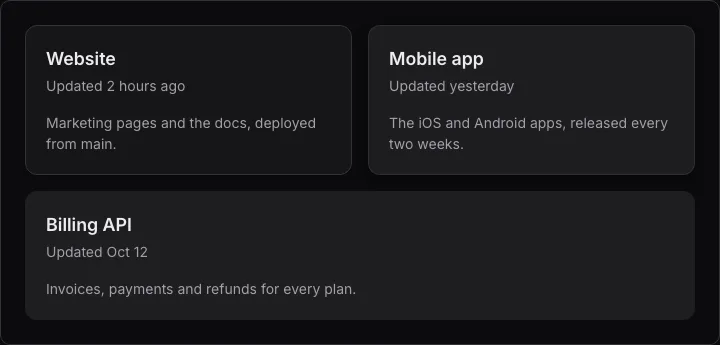 Website
Updated 2 hours ago
Marketing pages and the docs, deployed
from main.
Mobile app
Updated yesterday
The iOS and Android apps, released every
two weeks.
Billing API
Updated Oct 12
Invoices, payments and refunds for every plan.